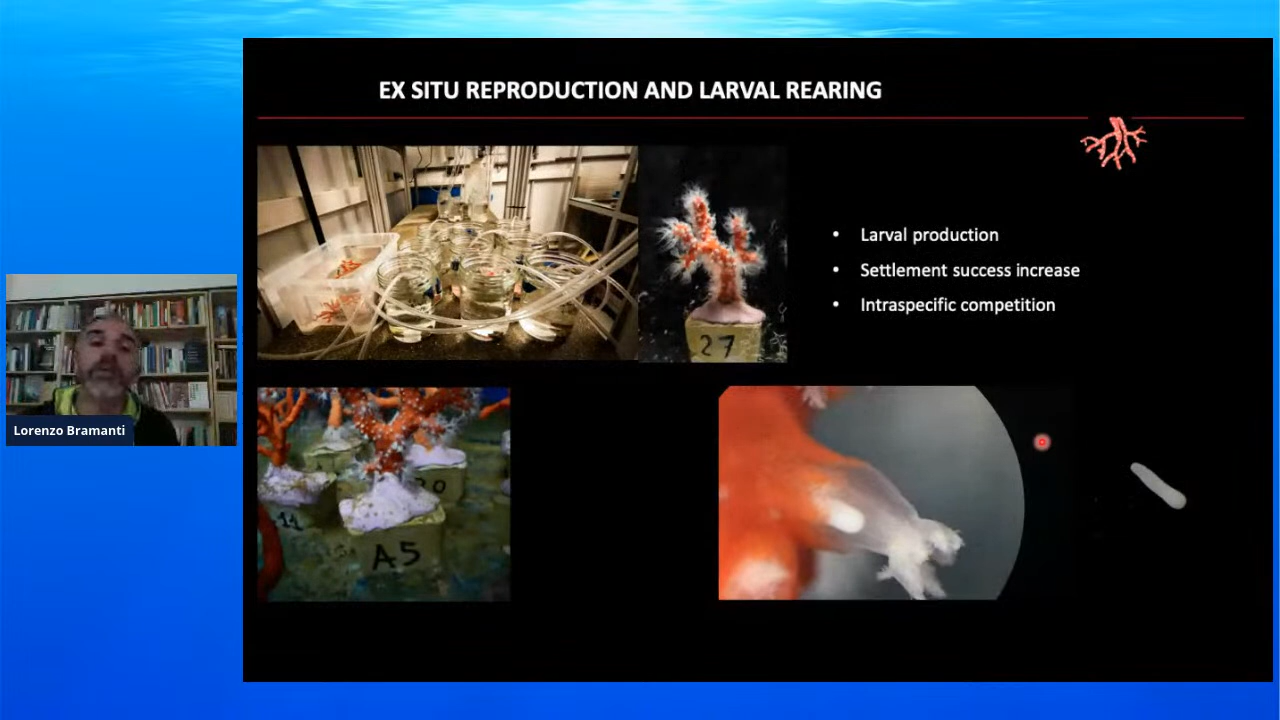 EX SITU REPRODUCTION AND LARVAL REARING
• Larval production
• Settlement success increase
• Intraspecific competition
27
A5
Lorenzo Bramanti